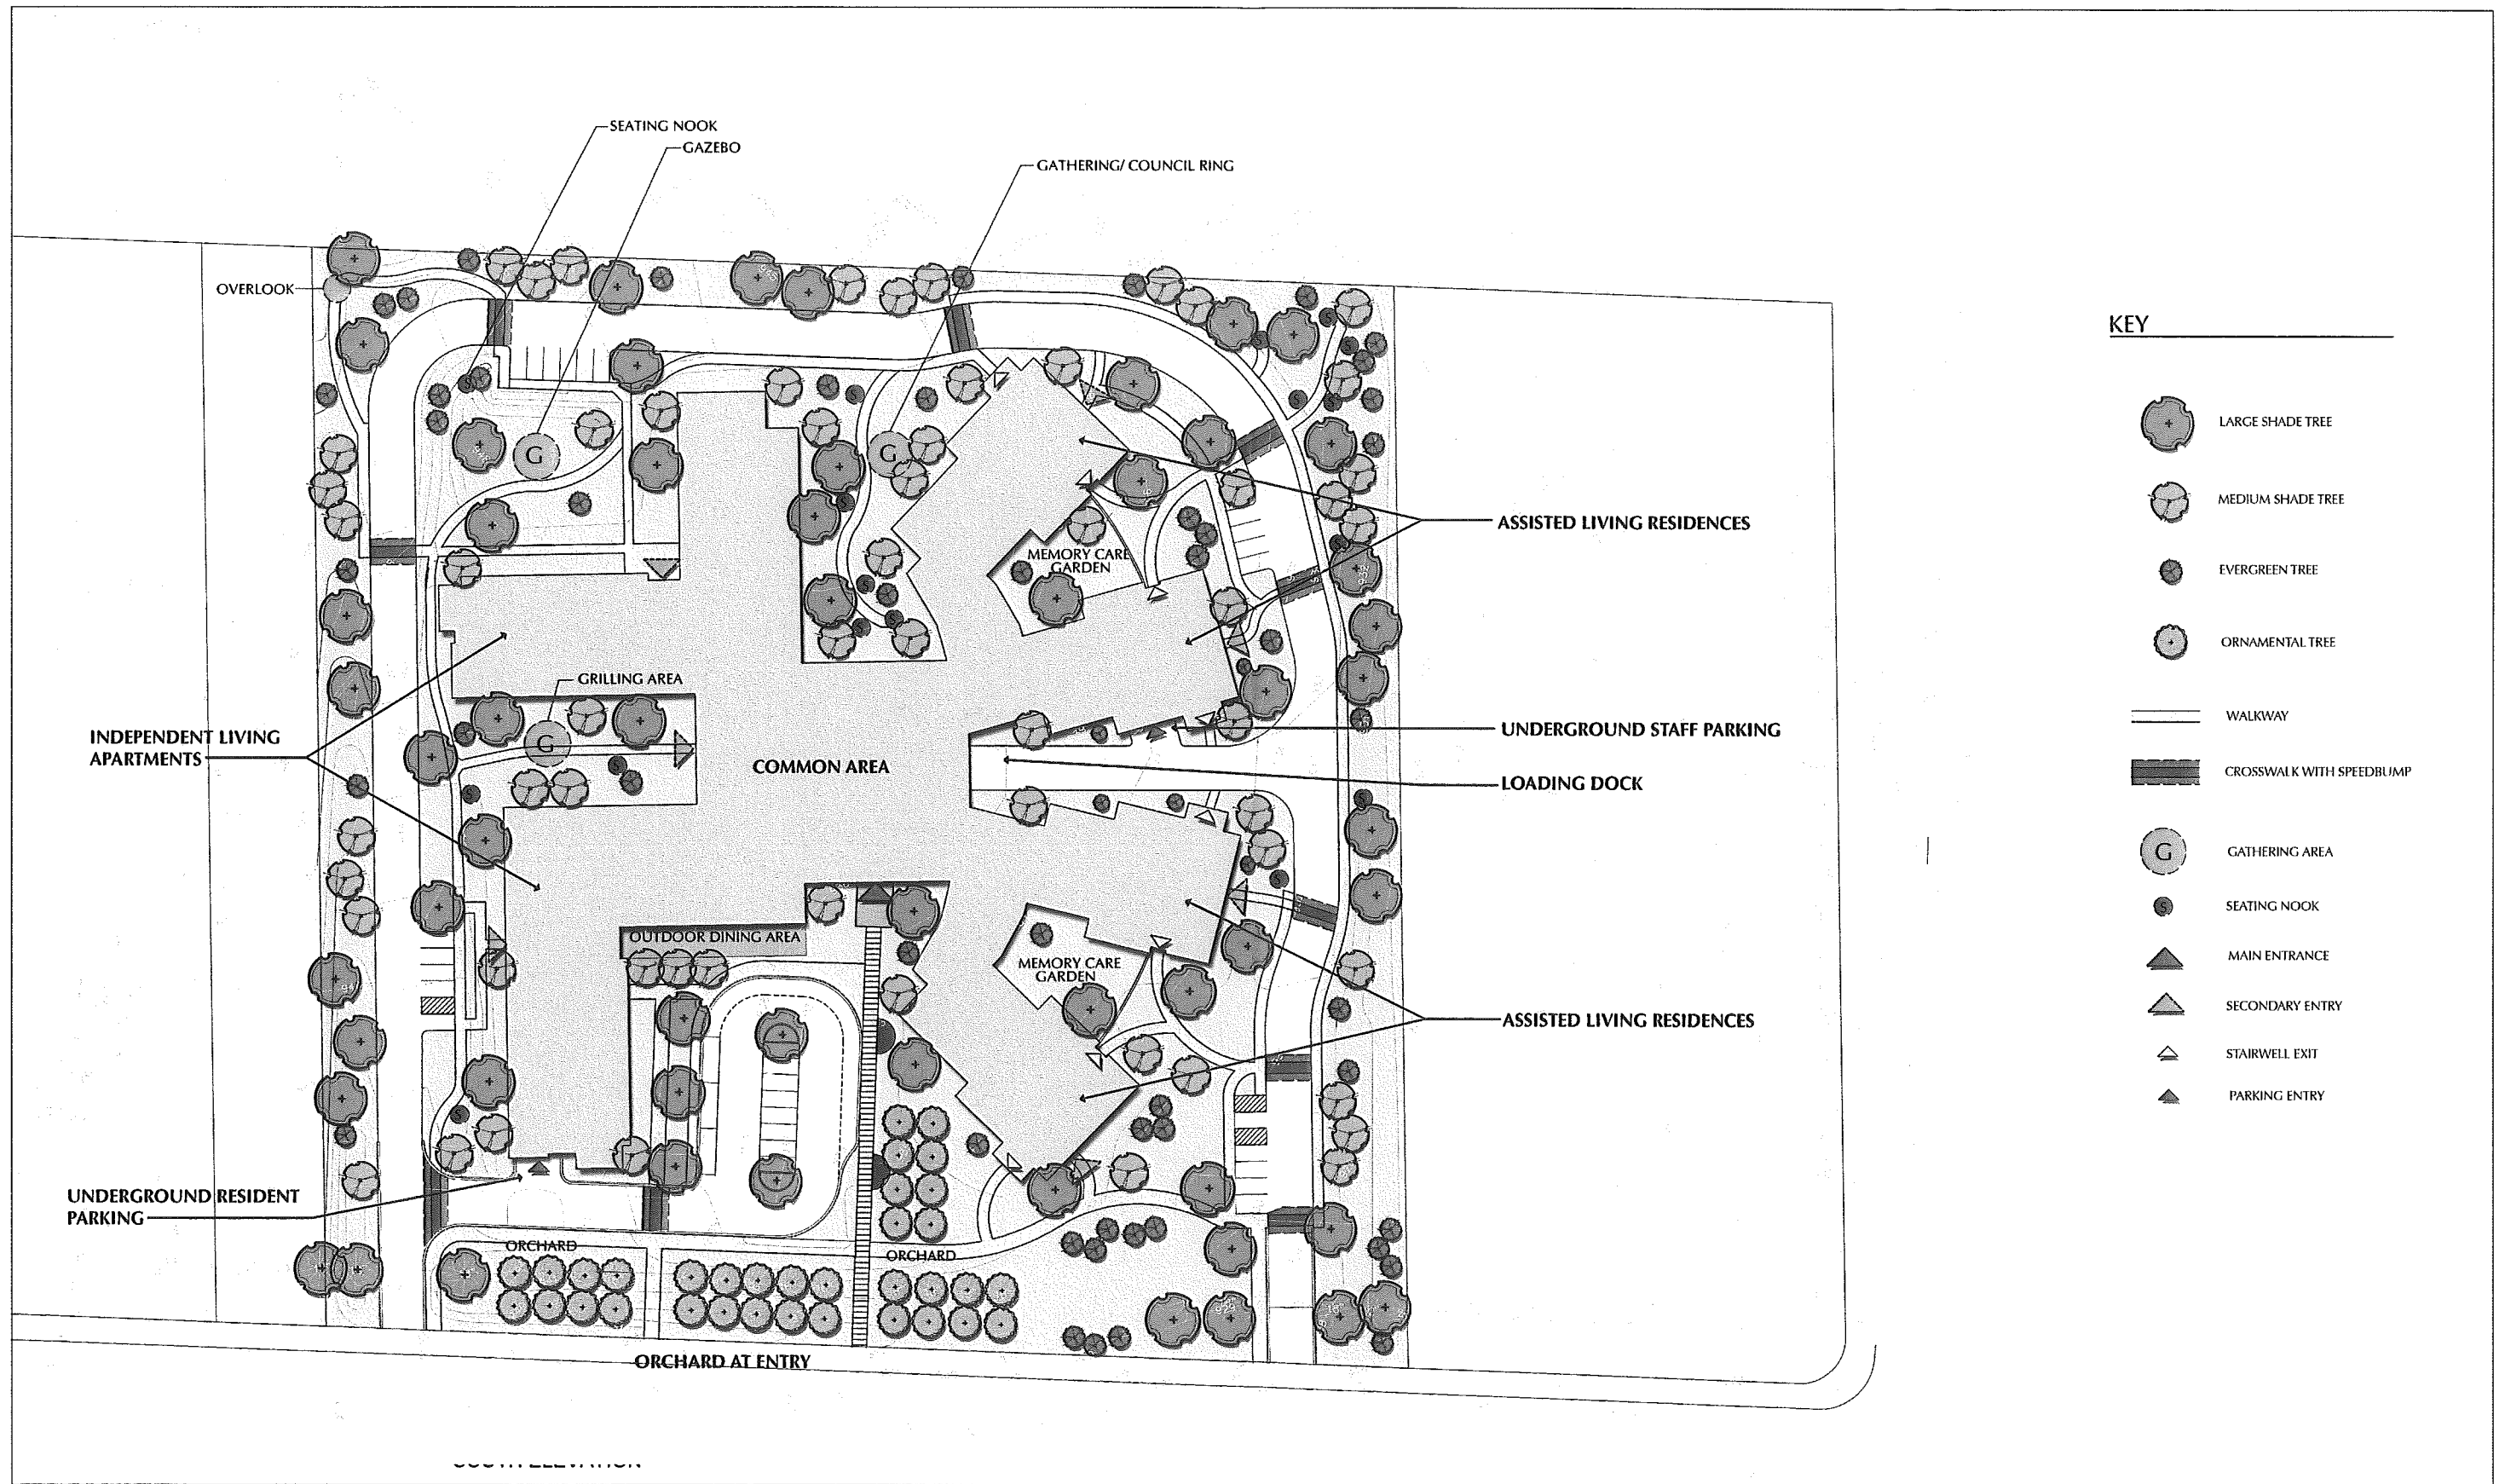 SEATING NOOK
GAZEBO
GATHERING/ COUNCIL RING
OVERLOOK
G
G
ASSISTED LIVING RESIDENCES
MEMORY CARE
GARDEN
GRILLING AREA
G
INDEPENDENT LIVING
APARTMENTS
COMMON AREA
UNDERGROUND STAFF PARKING
LOADING DOCK
OUTDOOR DINING AREA
MEMORY CARE
GARDEN
ASSISTED LIVING RESIDENCES
UNDERGROUND RESIDENT
PARKING
ORCHARD
ORCHARD
ORCHARD AT ENTRY
KEY
LARGE SHADE TREE
MEDIUM SHADE TREE
EVERGREEN TREE
ORNAMENTAL TREE
WALKWAY
CROSSWALK WITH SPEEDBUMP
G
GATHERING AREA
S
SEATING NOOK
MAIN ENTRANCE
SECONDARY ENTRY
STAIRWELL EXIT
PARKING ENTRY